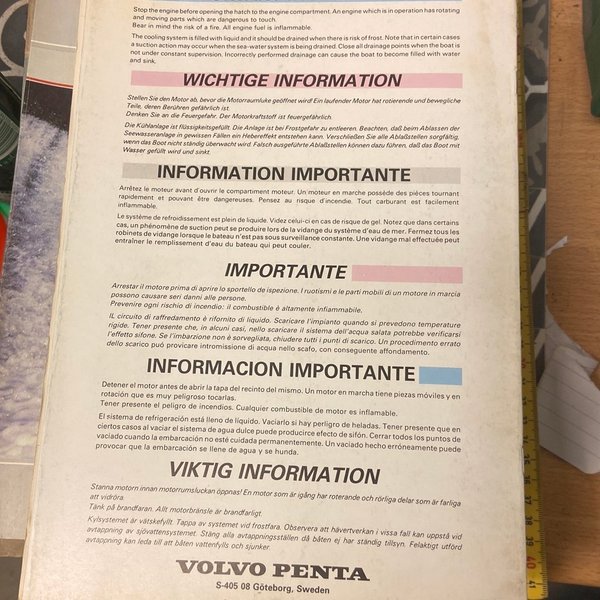 Stop the engine before opening the hatch to the engine compartment. An engine which is in operation has rotating
and moving parts which are dangerous to touch.
Bear in mind the risk of a fire. All engine fuel is inflammable.
The cooling system is filled with liquid and it should be drained when there is risk of frost. Note that in certain cases
a suction action may occur when the sea-water system is being drained. Close all drainage points when the boat is
not under constant supervision. Incorrectly performed drainage can cause the boat to become filled with water
and sink.
WICHTIGE INFORMATION
Stellen Sie den Motor ab, bevor die Motorraumluke geöffnet wird! Ein laufender Motor hat rotierende und bewegliche
Teile, deren Berühren gefährlich ist.
Denken Sie an die Feuergefahr. Der Motorkraftstoff ist feuergefährlich.
Die Kühlanlage ist flüssigkeitsgefüllt. Die Anlage ist bei Frostgefahr zu entleeren. Beachten, daß beim Ablassen der
Seewasseranlage in gewissen Fällen ein Hebereffekt entstehen kann. Verschließen Sie alle Ablaßstellen sorgfältig,
wenn das Boot nicht ständig überwacht wird. Falsch ausgeführte Ablaßstellen können dazu führen, daß das Boot mit
Wasser gefüllt wird und sinkt.
INFORMATION IMPORTANTE
Arrêtez le moteur avant d'ouvrir le compartiment moteur. Un moteur en marche possède des pièces tournant
rapidement et pouvant être dangereuses. Pensez au risque d'incendie. Tout carburant est facilement
inflammable.
Le système de refroidissement est plein de liquide. Videz celui-ci en cas de risque de gel. Notez que dans certains
cas, un phénomène de suction peut se produire lors de la vidange du système d'eau de mer. Fermez tous les
robinets de vidange lorsque le bateau n'est pas sous surveillance constante. Une vidange mal effectuée peut
entraîner le remplissement d'eau du bateau qui peut couler.
IMPORTANTE
Arrestare il motore prima di aprire lo sportello de ispezione. I ruotismi e le parti mobili di un motore in marcia
possono causare seri danni alle persone.
Prevenire ogni rischio di incendio: il combustibile è altamente infiammabile.
IL circuito di raffredamento è rifornito di liquido. Scaricare l'impianto quando si prevedono temperature
rigide. Tener presente che, in alcuni casi, nello scaricare il sistema dell'acqua salata potrebbe verificarsi
l'effetto sifone. Se l'imbarzione non è sorvegliata, chiudere tutti i punti di scarico. Un procedimento errato
dello scarico può provicare intromissione di acqua nello scafo, con conseguente affondamento.
INFORMACION IMPORTANTE
Detener el motor antes de abrir la tapa del recinto del mismo. Un motor en marcha tiene piezas móviles y en
rotación que es muy peligroso tocarlas.
Tener presente el peligro de incendios. Cualquier combustible de motor es inflamable.
El sistema de refrigeración está lleno de líquido. Vaciarlo si hay perligro de heladas. Tener presente que en
ciertos casos al vaciar el sistema de agua dulce puede producirse efecto de sifón. Cerrar todos los puntos de
vaciado cuando la embarcación no esté cuidada permanentemente. Un vaciado hecho erróneamente puede
provocar que la embarcación se llene de agua y se hunda.
VIKTIG INFORMATION
Stanna motorn innan motorrumsluckan öppnas! En motor som är igång har roterande och rörliga delar som är farliga
att vidröra.
Tänk på brandfaran. Allt motorbränsle är brandfarligt.
Kylsystemet är vätskefyllt. Tappa av systemet vid frostfara. Observera att hävertverkan i vissa fall kan uppstå vid
avtappning av sjövattensystemet. Stäng alla avtappningsställen då båten ej har ständig tillsyn. Felaktigt utförd
avtappning kan leda till att båten vattenfylls och sjunker.
VOLVO PENTA
S-405 08 Göteborg, Sweden